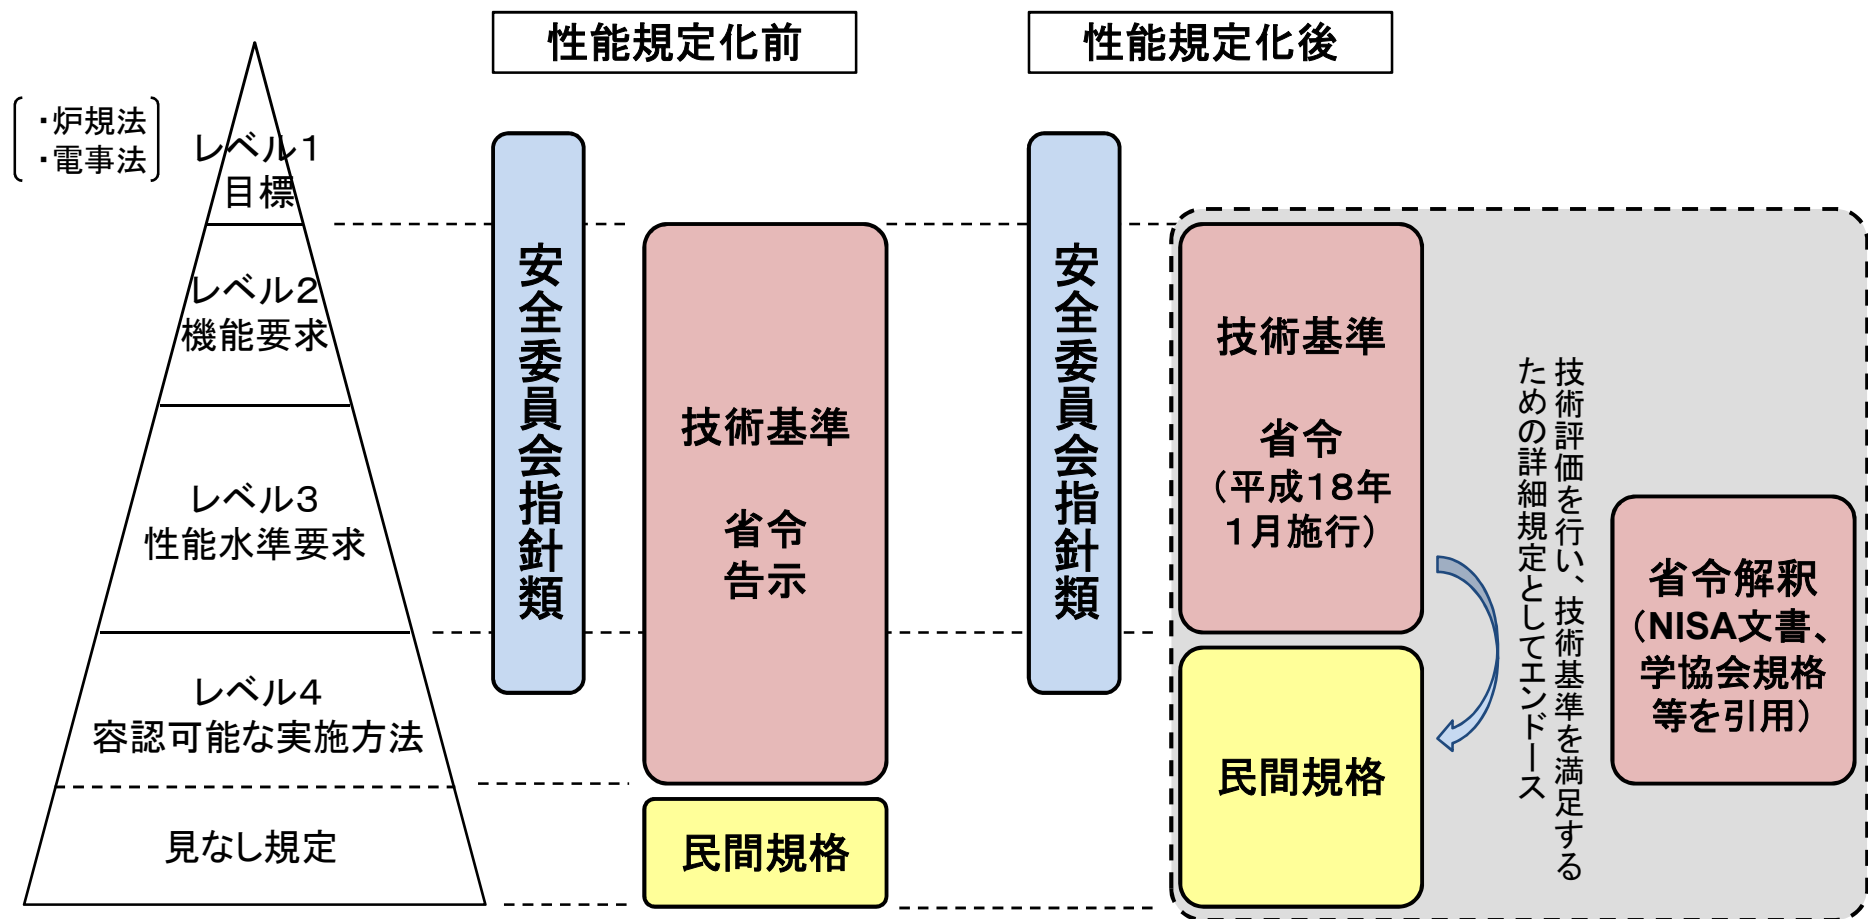 性能規定化前
性能規定化後
・炉規法
・電事法
レベル1
目標
レベル2
機能要求
レベル3
性能水準要求
レベル4
容認可能な実施方法
見なし規定
安全委員会指針類
技術基準
省令
告示
民間規格
安全委員会指針類
技術基準
省令
（平成18年
1月施行）
民間規格
技術評価を行い、技術基準を満足する
ための詳細規定としてエンドース
省令解釈
（NISA文書、
学協会規格
等を引用）